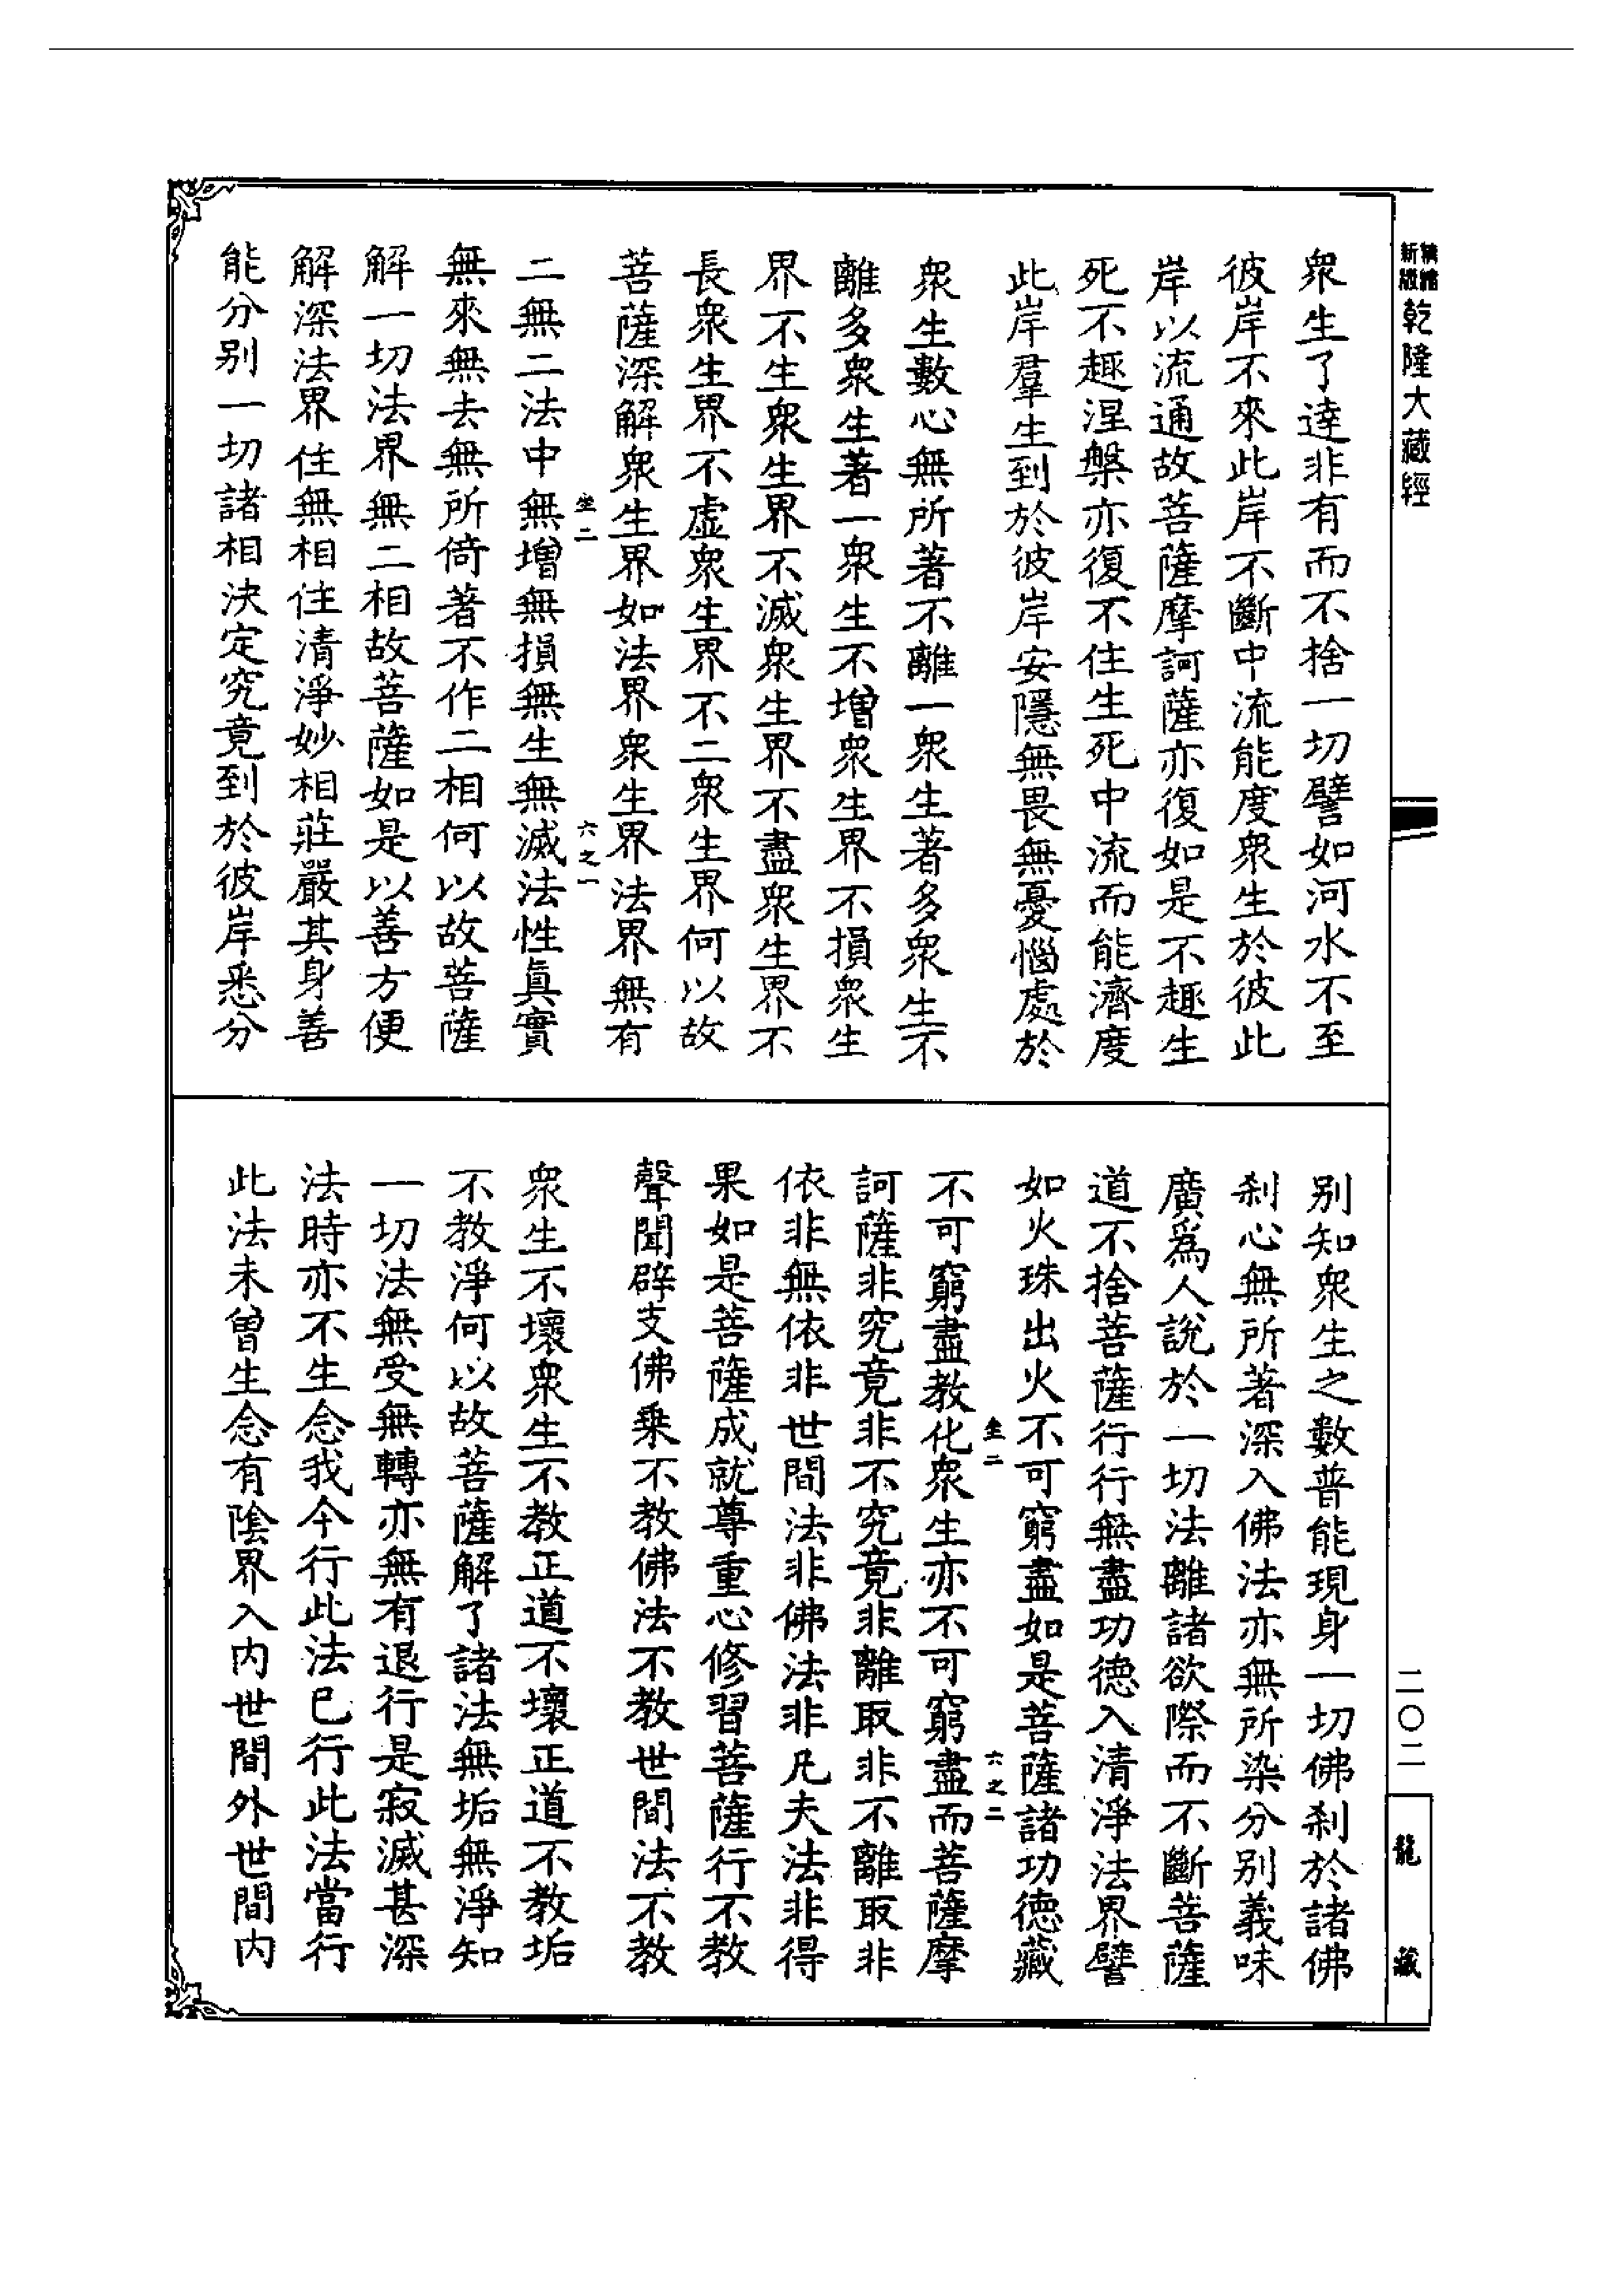 乾隆大藏經
衆生了達非有而不捨一切譬如河水不至
彼岸不來此岸不斷中流能度衆生於彼此
岸以流通故菩薩摩訶薩亦復如是不趣生
死不趣涅槃亦復不住生死中流而能濟度
此岸羣生到於彼岸安隱無畏無憂惱處於
衆生數心無所著不離一衆生著多衆生不
離多衆生著一衆生不增衆生界不損衆生
界不生衆生界不滅衆生界不盡衆生界不
長衆生界不虛衆生界不二衆生界何以故
菩薩深解衆生界如法界衆生界法界無有
坐二 六之一
二無二法中無增無損無生無滅法性眞實
無來無去無所倚著不作二相何以故菩薩
解一切法界無二相故菩薩如是以善方便
解深法界住無相住清淨妙相莊嚴其身善
能分別一切諸相決定究竟到於彼岸悉分
別知衆生之數普能現身一切佛刹於諸佛
刹心無所著深入佛法亦無所染分別義味
廣爲人說於一切法離諸欲際而不斷菩薩
道不捨菩薩行行無盡功德入清淨法界譬
如火珠出火不可窮盡如是菩薩諸功德藏
坐二 六之二
不可窮盡教化衆生亦不可窮盡而菩薩摩
訶薩非究竟非不究竟非離取非不離取非
依非無依非世間法非佛法非凡夫法非得
果如是菩薩成就尊重心修習菩薩行不教
聲聞辟支佛乗不教佛法不教世間法不教
衆生不壞衆生不教正道不壞正道不教垢
不教淨何以故菩薩解了諸法無垢無淨知
一切法無受無轉亦無有退行是寂滅甚深
法時亦不生念我今行此法已行此法當行
此法未曾生念有陰界入内世間外世間内
二〇二
龍藏